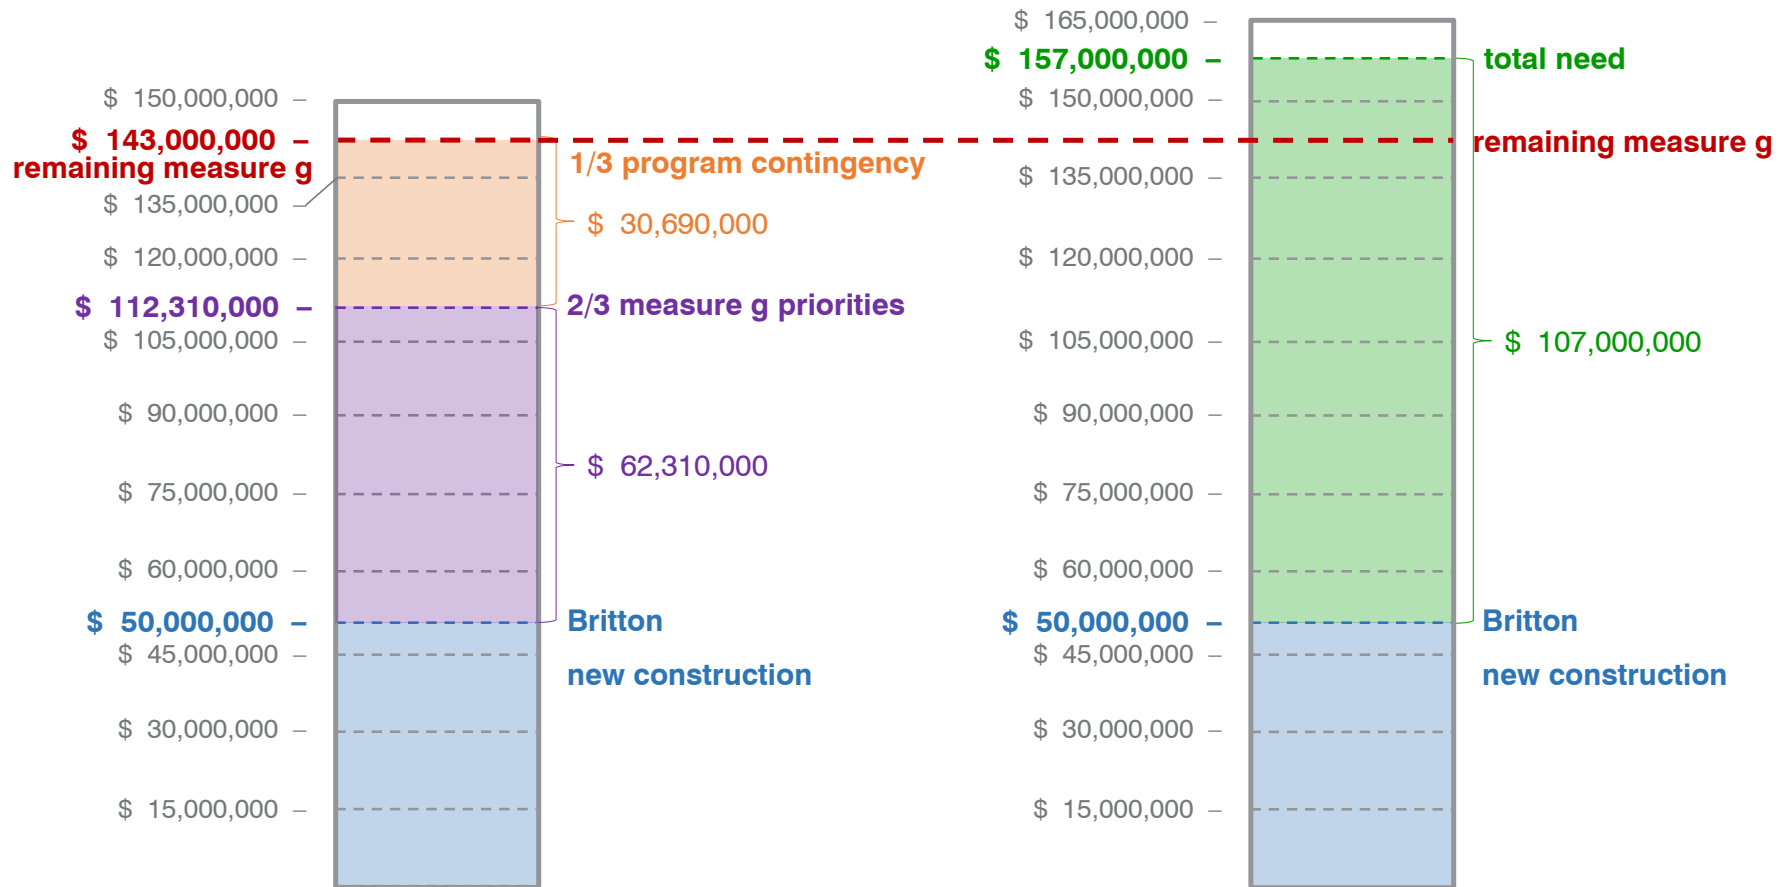 $ 150,000,000 –
$ 143,000,000 –
remaining measure g
$ 135,000,000 –
$ 120,000,000 –
$ 112,310,000 –
$ 105,000,000 –
$ 90,000,000 –
$ 75,000,000 –
$ 60,000,000 –
$ 50,000,000 –
$ 45,000,000 –
$ 30,000,000 –
$ 15,000,000 –
1/3 program contingency
$ 30,690,000
2/3 measure g priorities
$ 62,310,000
Britton
new construction
$ 165,000,000 –
$ 157,000,000 –
$ 150,000,000 –
$ 135,000,000 –
$ 120,000,000 –
$ 105,000,000 –
$ 90,000,000 –
$ 75,000,000 –
$ 60,000,000 –
$ 50,000,000 –
$ 45,000,000 –
$ 30,000,000 –
$ 15,000,000 –
total need
remaining measure g
$ 107,000,000
Britton
new construction